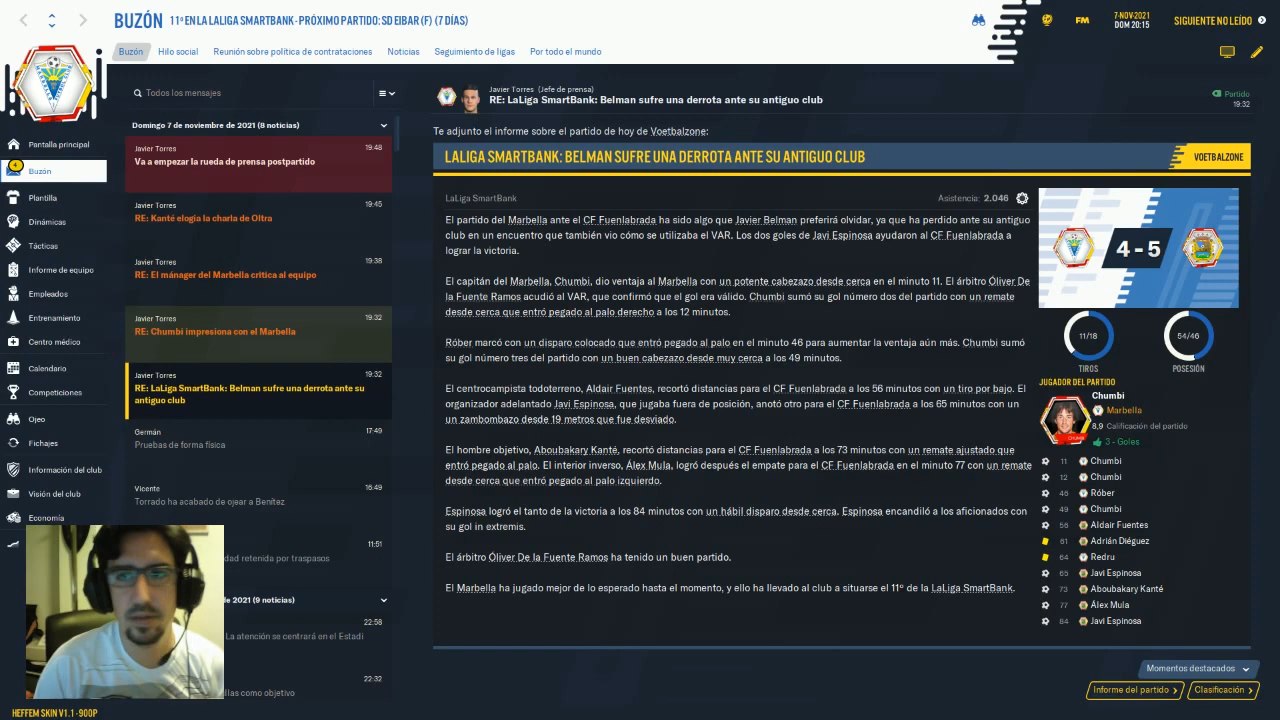 BUZÓN
11º EN LA LALIGA SMARTBANK - PRÓXIMO PARTIDO: SD EIBAR (F) (7 DÍAS)
FM
7-NOV-2021
DOM 20:15
SIGUIENTE NO LEÍDO
Buzón
Hilo social
Reunión sobre política de contrataciones
Noticias
Seguimiento de ligas
Por todo el mundo
Pantalla principal
4
Buzón
Plantilla
Dinámicas
Tácticas
Informe de equipo
Empleados
Entrenamiento
Centro médico
Calendario
Competiciones
Ojeo
Fichajes
Información del club
Visión del club
Economía
Todos los mensajes
Domingo 7 de noviembre de 2021 (8 noticias)
Javier Torres 19:48
Va a empezar la rueda de prensa postpartido
Javier Torres 19:45
RE: Kanté elogia la charla de Oltra
Javier Torres 19:38
RE: El mánager del Marbella critica al equipo
Javier Torres 19:32
RE: Chumbi impresiona con el Marbella
Javier Torres 19:32
RE: LaLiga SmartBank: Belman sufre una derrota ante su
antiguo club
Germán 17:49
Pruebas de forma física
Vicente 16:49
Torrado ha acabado de ojear a Benítez
11:51
dad retenida por traspasos
de 2021 (9 noticias)
22:58
La atención se centrará en el Estadi
22:32
llas como objetivo
Javier Torres (Jefe de prensa)
RE: LaLiga SmartBank: Belman sufre una derrota ante su antiguo club
Partido
19:32
Te adjunto el informe sobre el partido de hoy de Voetbalzone:
LALIGA SMARTBANK: BELMAN SUFRE UNA DERROTA ANTE SU ANTIGUO CLUB
VOETBALZONE
LaLiga SmartBank
Asistencia: 2.046
El partido del Marbella ante el CF Fuenlabrada ha sido algo que Javier Belman preferirá olvidar, ya que ha perdido ante su antiguo
club en un encuentro que también vio cómo se utilizaba el VAR. Los dos goles de Javi Espinosa ayudaron al CF Fuenlabrada a
lograr la victoria.
El capitán del Marbella, Chumbi, dio ventaja al Marbella con un potente cabezazo desde cerca en el minuto 11. El árbitro Óliver De
la Fuente Ramos acudió al VAR, que confirmó que el gol era válido. Chumbi sumó su gol número dos del partido con un remate
desde cerca que entró pegado al palo derecho a los 12 minutos.
Róber marcó con un disparo colocado que entró pegado al palo en el minuto 46 para aumentar la ventaja aún más. Chumbi sumó
su gol número tres del partido con un buen cabezazo desde muy cerca a los 49 minutos.
El centrocampista todoterreno, Aldair Fuentes, recortó distancias para el CF Fuenlabrada a los 56 minutos con un tiro por bajo. El
organizador adelantado Javi Espinosa, que jugaba fuera de posición, anotó otro para el CF Fuenlabrada a los 65 minutos con un
un zambombazo desde 19 metros que fue desviado.
El hombre objetivo, Aboubakary Kanté, recortó distancias para el CF Fuenlabrada a los 73 minutos con un remate ajustado que
entró pegado al palo. El interior inverso, Álex Mula, logró después el empate para el CF Fuenlabrada en el minuto 77 con un remate
desde cerca que entró pegado al palo izquierdo.
Espinosa logró el tanto de la victoria a los 84 minutos con un hábil disparo desde cerca. Espinosa encandiló a los aficionados con
su gol in extremis.
El árbitro Óliver De la Fuente Ramos ha tenido un buen partido.
El Marbella ha jugado mejor de lo esperado hasta el momento, y ello ha llevado al club a situarse el 11º de la LaLiga SmartBank.
4 - 5
11/18
54/46
TIROS
POSESIÓN
JUGADOR DEL PARTIDO
Chumbi
Marbella
8,9 Calificación del partido
3 - Goles
CHUMBI
11 Chumbi
12 Chumbi
46 Róber
49 Chumbi
56 Aldair Fuentes
61 Adrián Diéguez
64 Redru
65 Javi Espinosa
73 Aboubakary Kanté
77 Álex Mula
84 Javi Espinosa
Momentos destacados
Informe del partido
Clasificación
HEFFEM SKIN V1.1 - 900P